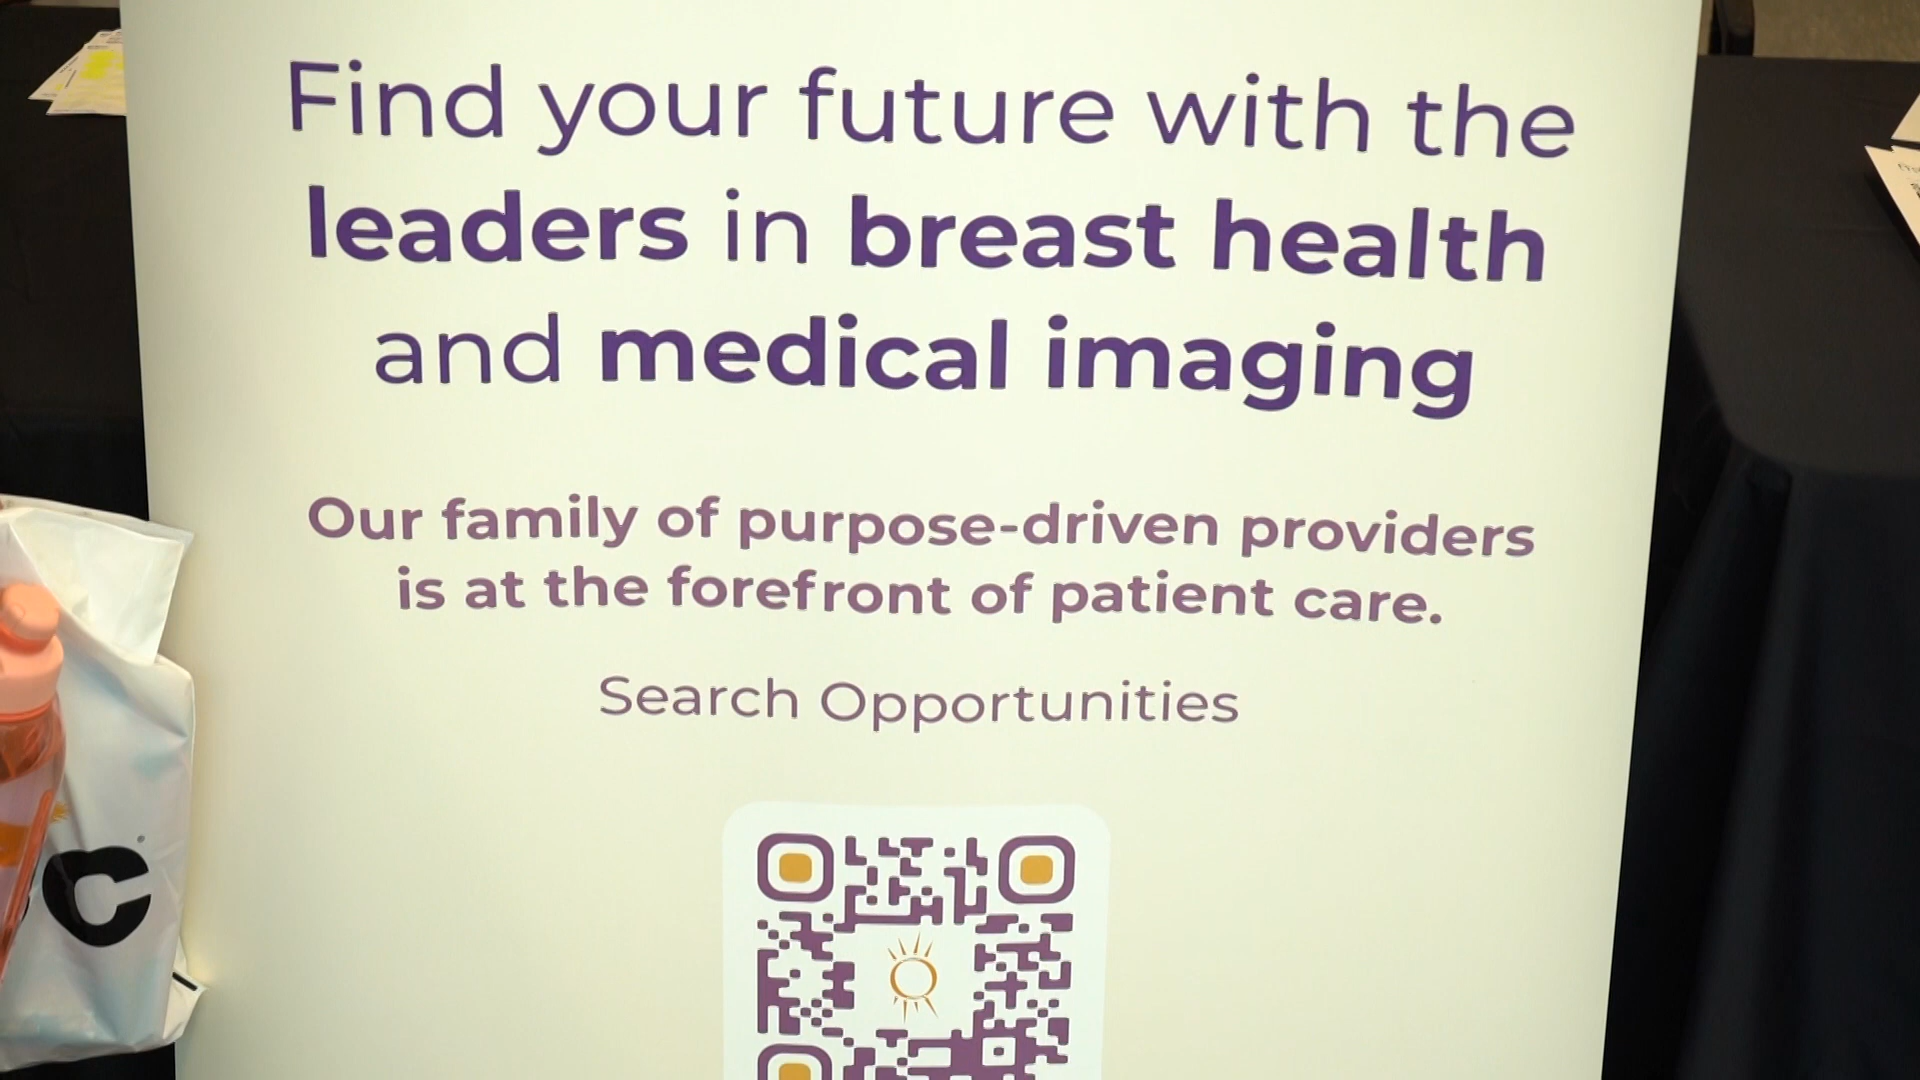 Find your future with the
leaders in breast health
and medical imaging
Our family of purpose-driven providers
is at the forefront of patient care.
Search Opportunities